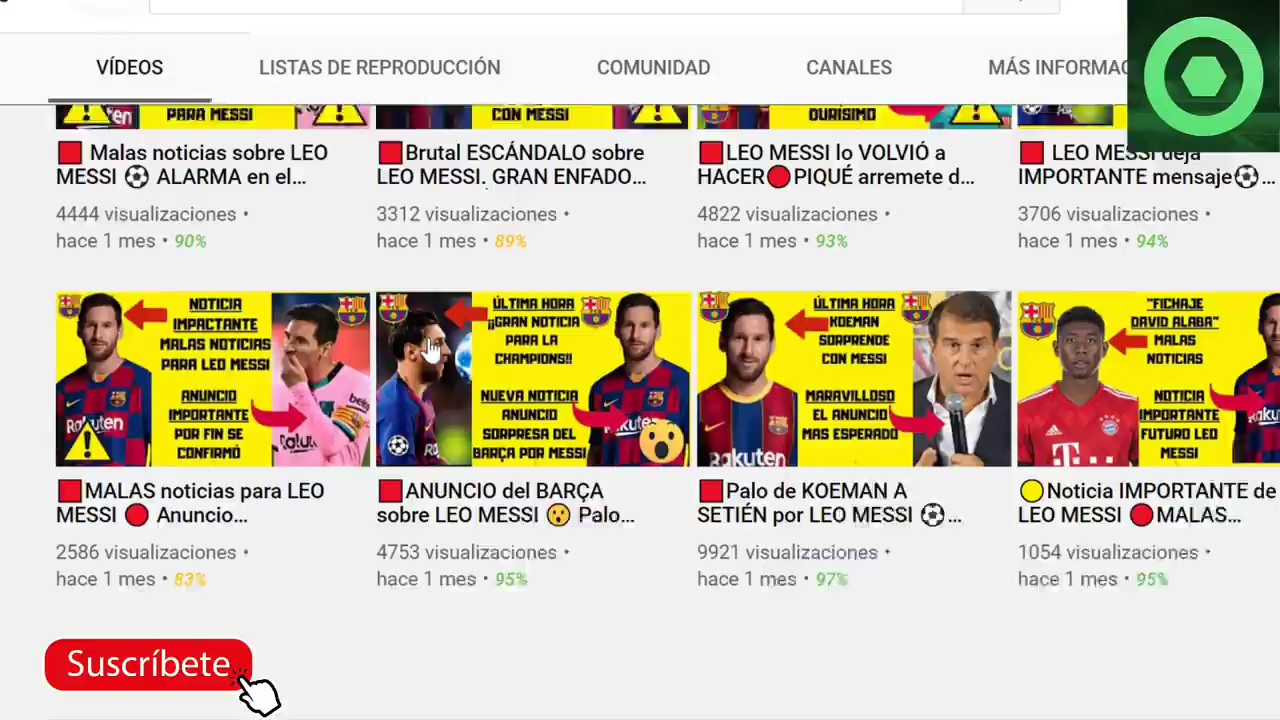 VÍDEOS
LISTAS DE REPRODUCCIÓN
COMUNIDAD
CANALES
MÁS INFORMAC
PARA MESSI
CON MESSI
DURÍSIMO
Malas noticias sobre LEO
MESSI ⚽ ALARMA en el...
4444 visualizaciones •
hace 1 mes • 90%
Brutal ESCÁNDALO sobre
LEO MESSI. GRAN ENFADO...
3312 visualizaciones •
hace 1 mes • 89%
LEO MESSI lo VOLVIÓ a
HACER🔴PIQUÉ arremete d...
4822 visualizaciones •
hace 1 mes • 93%
LEO MESSI deja
IMPORTANTE mensaje⚽...
3706 visualizaciones •
hace 1 mes • 94%
NOTICIA
IMPACTANTE
MALAS NOTICIAS
PARA LEO MESSI
ANUNCIO
IMPORTANTE
POR FIN SE
CONFIRMÓ
Rakuten
ÚLTIMA HORA
¡¡GRAN NOTICIA
PARA LA
CHAMPIONS!!
NUEVA NOTICIA
ANUNCIO
SORPRESA DEL
BARÇA POR MESSI
ÚLTIMA HORA
KOEMAN
SORPRENDE
CON MESSI
MARAVILLOSO
EL ANUNCIO
MAS ESPERADO
Rakuten
"FICHAJE
DAVID ALABA"
MALAS
NOTICIAS
NOTICIA
IMPORTANTE
FUTURO LEO
MESSI
MALAS noticias para LEO
MESSI 🔴 Anuncio...
2586 visualizaciones •
hace 1 mes • 83%
ANUNCIO del BARÇA
sobre LEO MESSI 😮 Palo...
4753 visualizaciones •
hace 1 mes • 95%
Palo de KOEMAN A
SETIÉN por LEO MESSI ⚽...
9921 visualizaciones •
hace 1 mes • 97%
Noticia IMPORTANTE de
LEO MESSI 🔴MALAS...
1054 visualizaciones •
hace 1 mes • 95%
Suscríbete